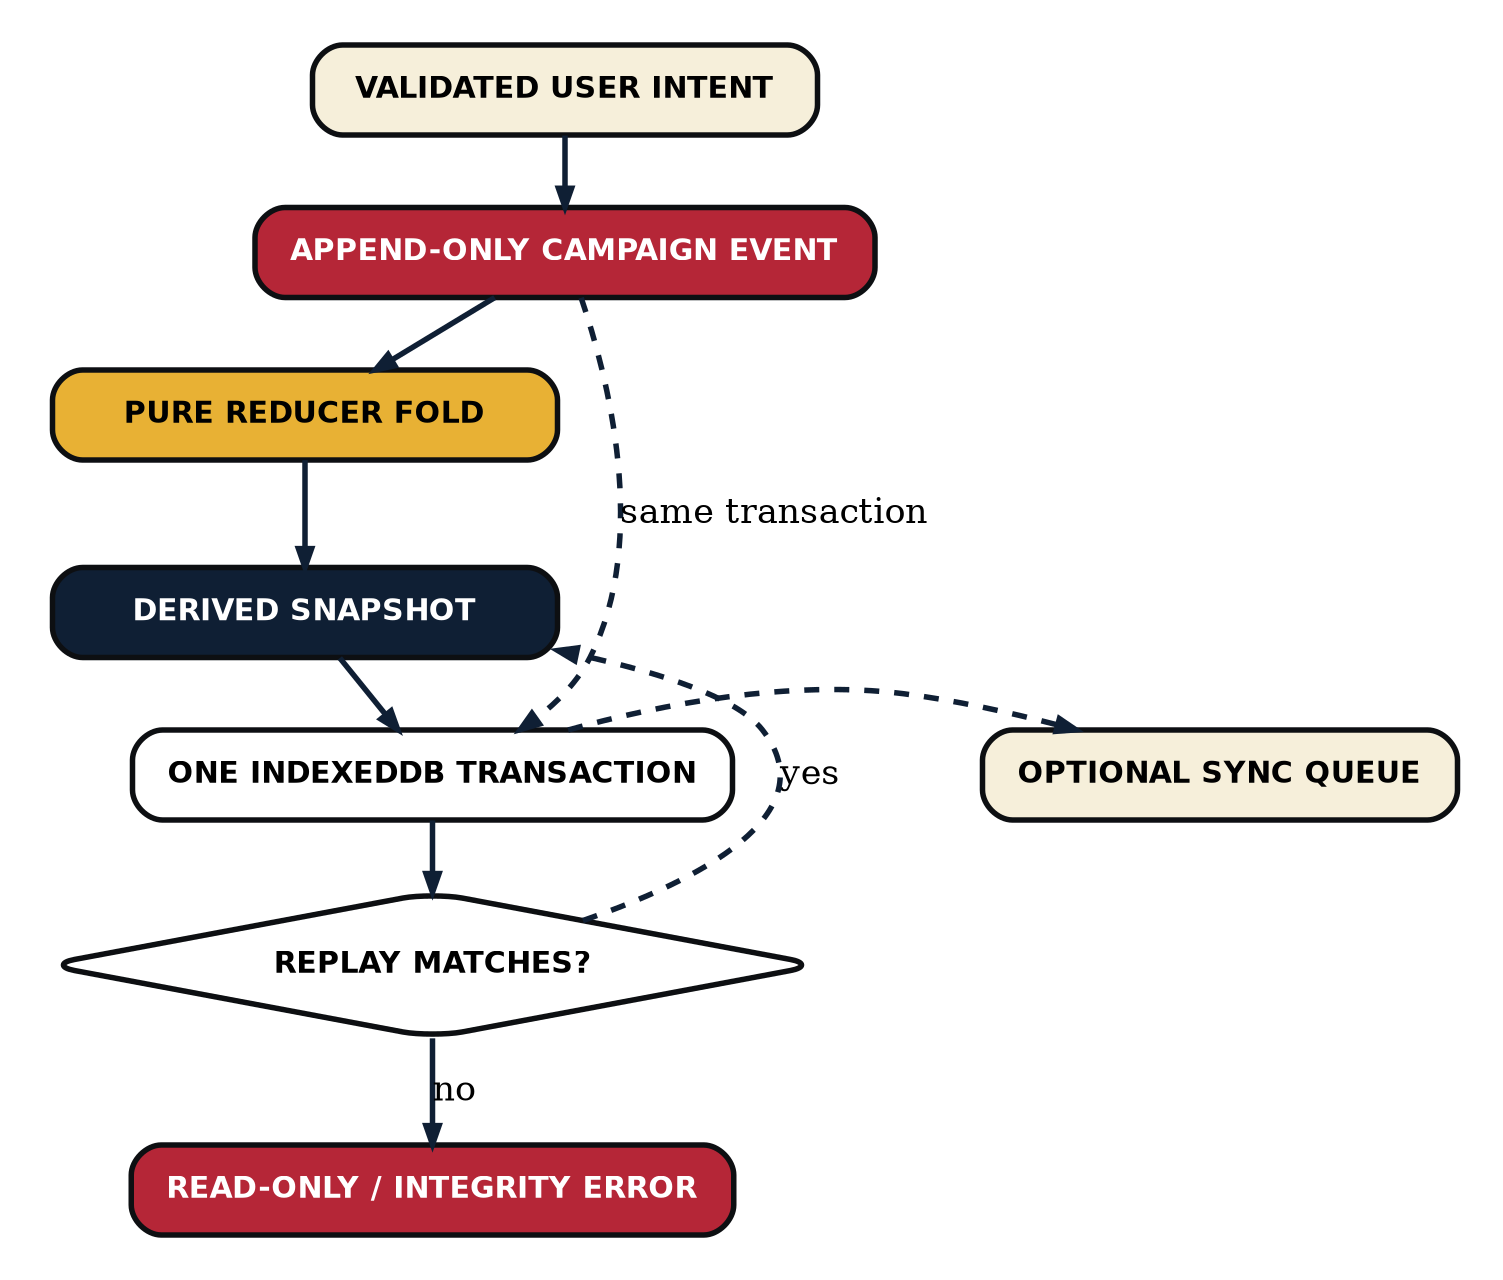 VALIDATED USER INTENT
APPEND-ONLY CAMPAIGN EVENT
PURE REDUCER FOLD
same transaction
DERIVED SNAPSHOT
ONE INDEXEDDB TRANSACTION
yes
OPTIONAL SYNC QUEUE
REPLAY MATCHES?
no
READ-ONLY / INTEGRITY ERROR